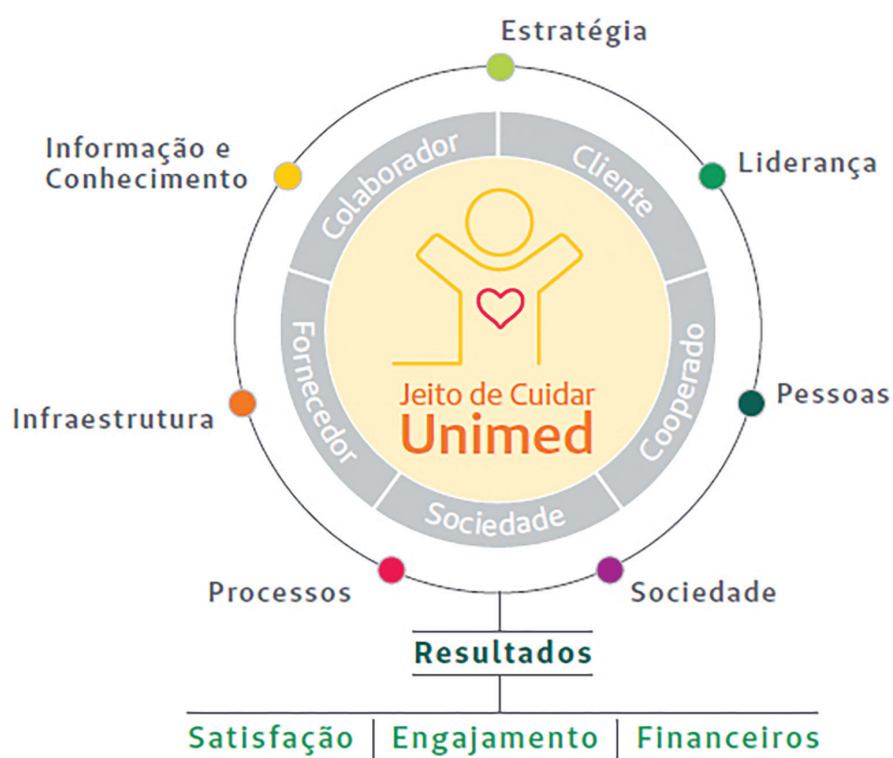 Estratégia
Informação e
Conhecimento
Liderança
Colaborador
Cliente
Fornecedor
Cooperado
Jeito de Cuidar
Unimed
Infraestrutura
Pessoas
Sociedade
Processos
Sociedade
Resultados
Satisfação
Engajamento
Financeiros